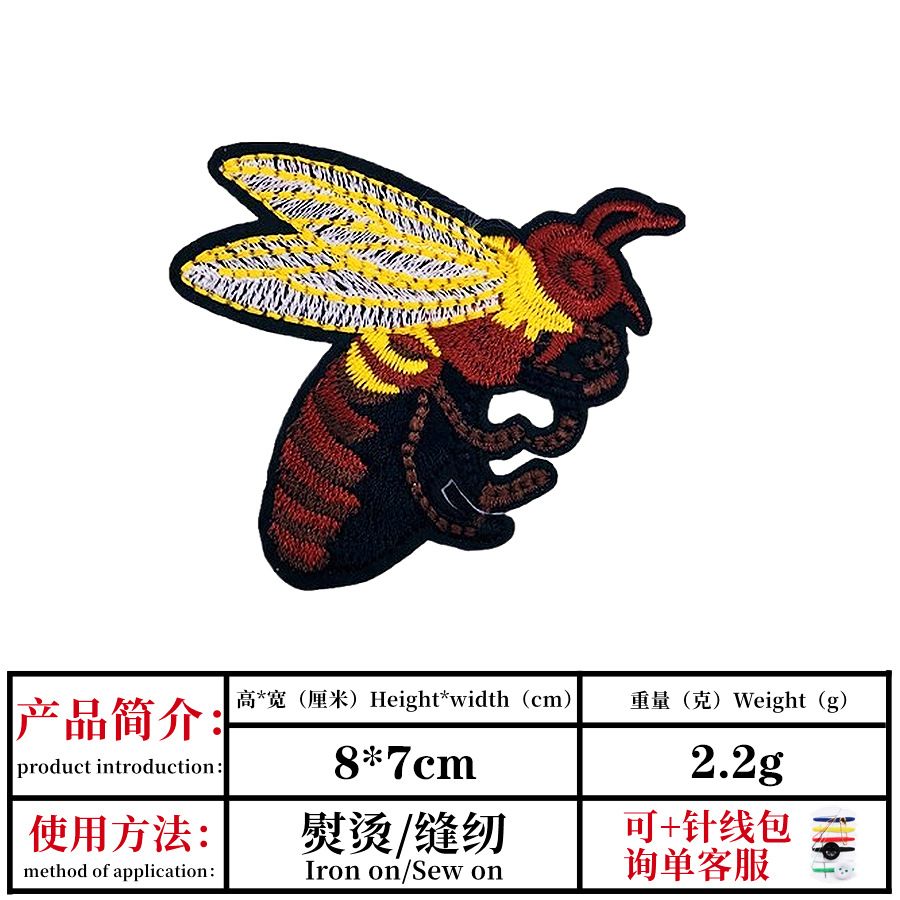 产品简介：
product introduction：
高*宽（厘米）Height*width（cm）
重量（克）Weight（g）
8*7cm
2.2g
使用方法：
method of application：
熨烫/缝纫
Iron on/Sew on
可+针线包
询单客服